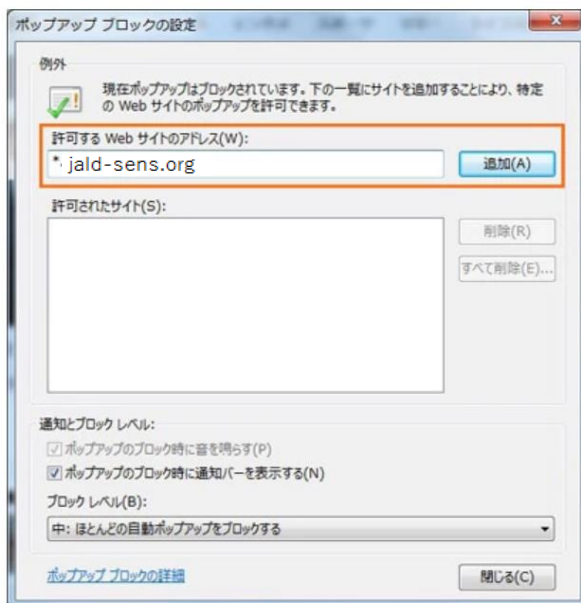 ポップアップ ブロックの設定
例外
現在ポップアップはブロックされています。下の一覧にサイトを追加することにより、特定
の Web サイトのポップアップを許可できます。
許可する Web サイトのアドレス(W):
*.jald-sens.org
追加(A)
許可されたサイト(S):
削除(R)
すべて削除(E)...
通知とブロック レベル:
ポップアップのブロック時に音を鳴らす(P)
ポップアップのブロック時に通知バーを表示する(N)
ブロック レベル(B):
中: ほとんどの自動ポップアップをブロックする
ポップアップ ブロックの詳細
閉じる(C)